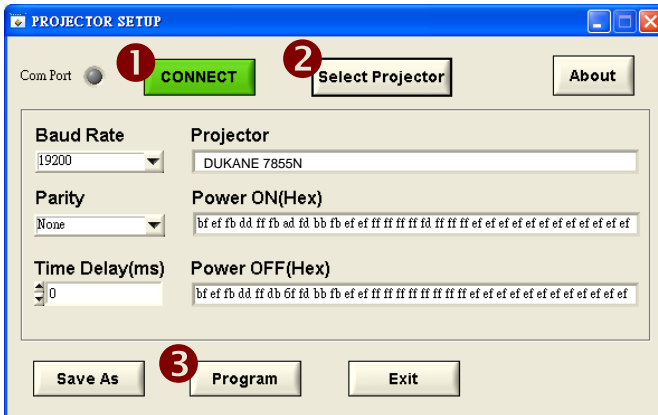 PROJECTOR SETUP
Com Port 1 CONNECT 2 Select Projector About
Baud Rate Projector
19200 DUKANE 7855N
Parity Power ON(Hex)
None bf ef fb dd ff fb ad fd bb fb ef ef ff ff ff ff fd ff ff ff ef ef ef ef ef ef ef ef ef ef ef ef
Time Delay(ms) Power OFF(Hex)
0 bf ef fb dd ff db 6f fd bb fb ef ef ff ff ff ff ff ff ff ff ef ef ef ef ef ef ef ef ef ef ef ef
Save As 3 Program Exit